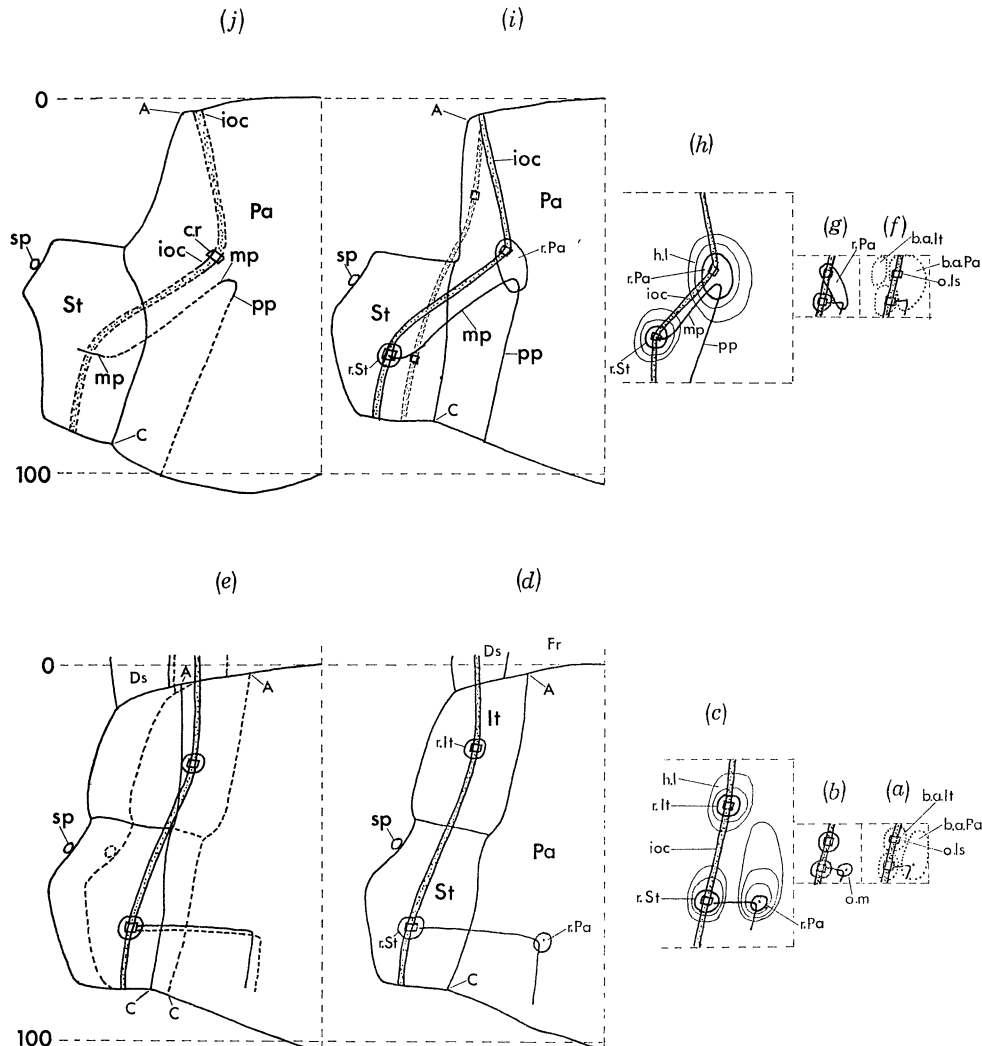 (j)
(i)
0
A
ioc
A
ioc
(h)
Pa
Pa
(g)
(f)
r.Pa
b.a.It
b.a.Pa
o.ls
sp
cr
ioc
mp
sp
r.Pa
h.l
r.Pa
ioc
mp
pp
r.St
St
pp
St
mp
pp
mp
r.St
C
C
100
(e)
(d)
0
Ds
A
A
Ds
Fr
A
It
r.It
(c)
h.l
r.It
ioc
(b)
(a)
b.a.It
b.a.Pa
o.ls
o.m
sp
sp
Pa
St
r.St
r.Pa
r.St
r.Pa
C
C
C
100